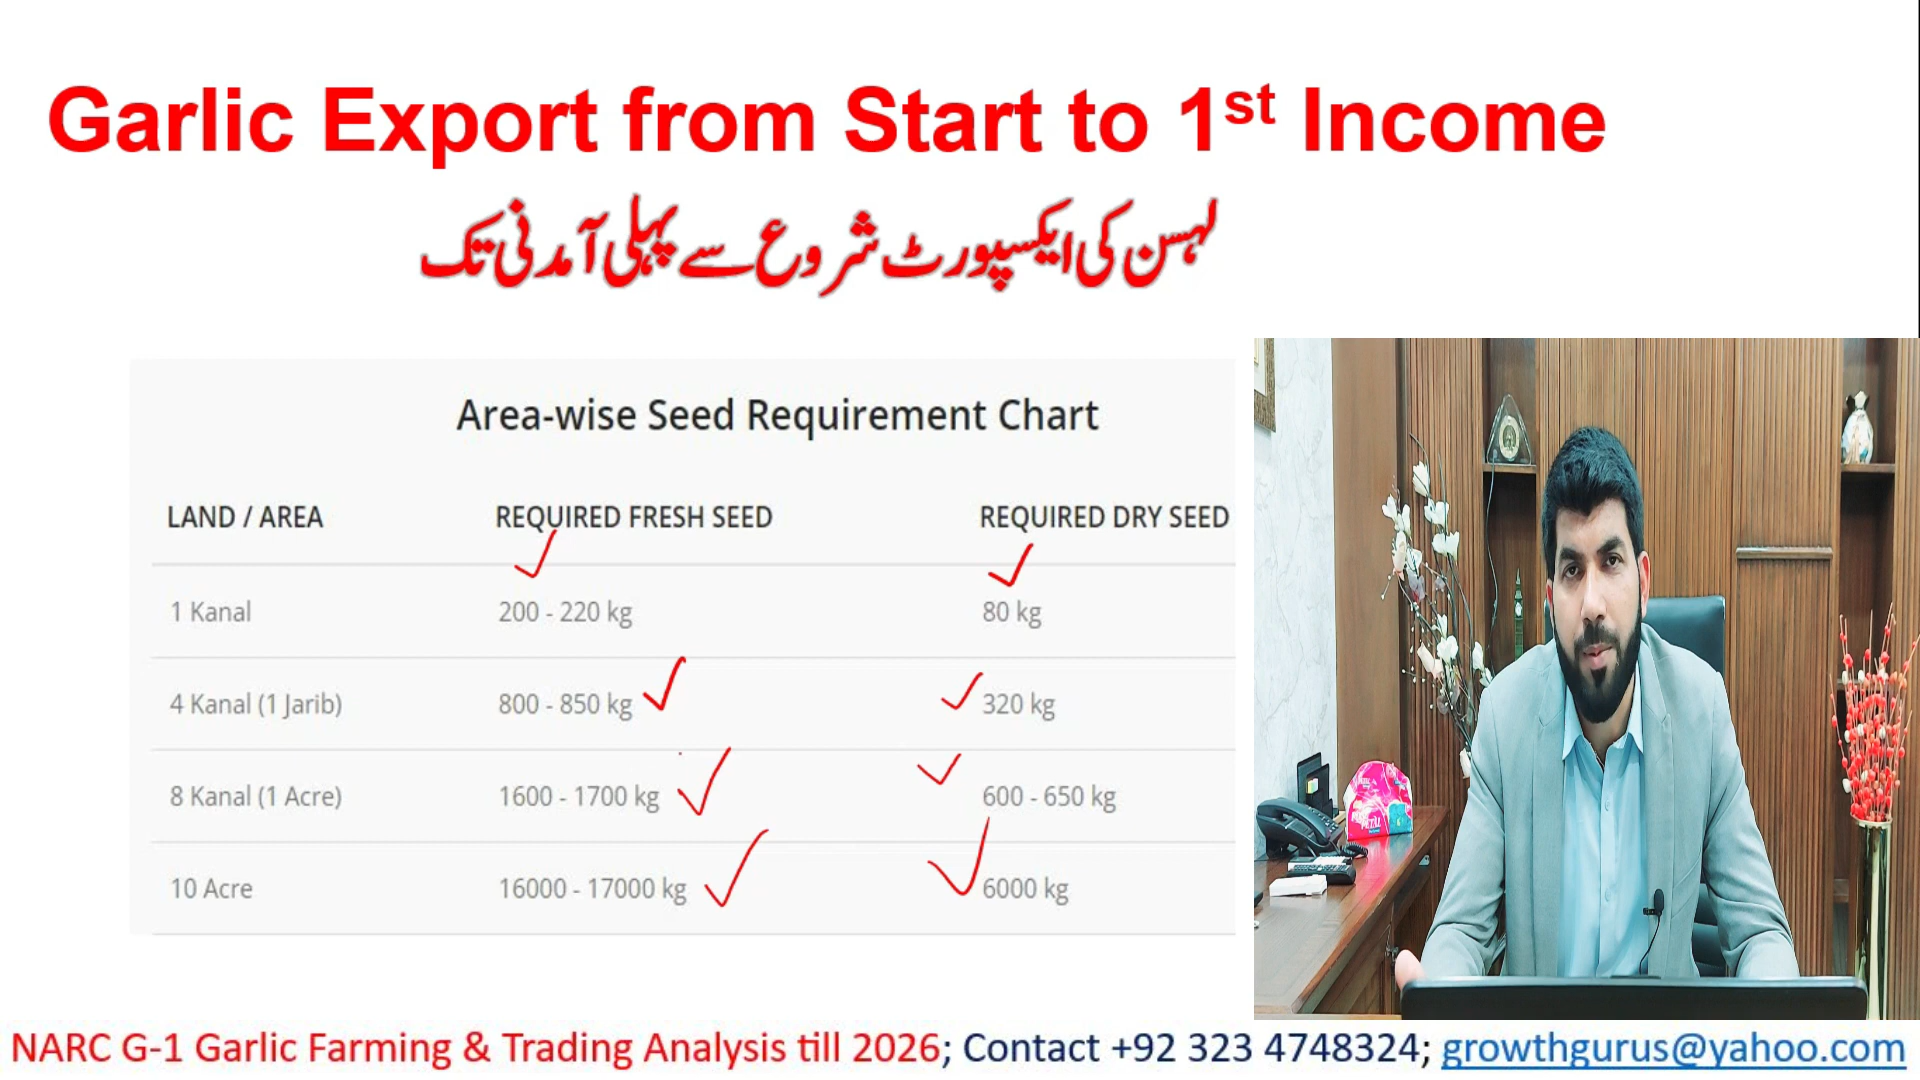 Garlic Export from Start to 1st Income
لہسن کی ایکسپورٹ شروع سے پہلی آمدنی تک
Area-wise Seed Requirement Chart
LAND / AREA REQUIRED FRESH SEED REQUIRED DRY SEED
1 Kanal 200 - 220 kg 80 kg
4 Kanal (1 Jarib) 800 - 850 kg 320 kg
8 Kanal (1 Acre) 1600 - 1700 kg 600 - 650 kg
10 Acre 16000 - 17000 kg 6000 kg
NARC G-1 Garlic Farming & Trading Analysis till 2026; Contact +92 323 4748324; growthgurus@yahoo.com